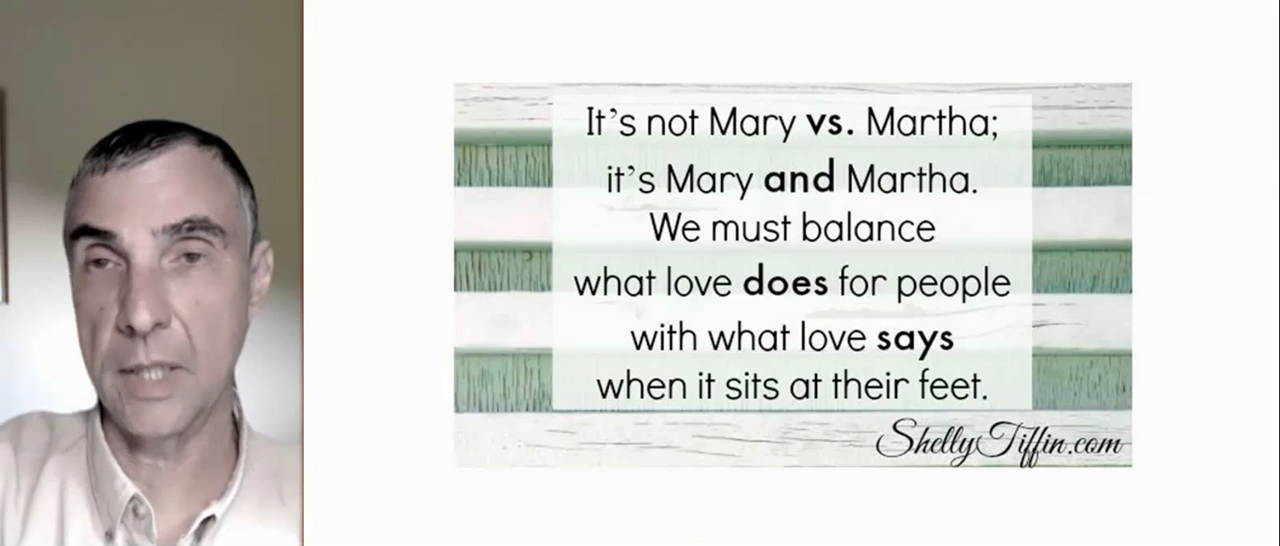 It's not Mary vs. Martha;
it's Mary and Martha.
We must balance
what love does for people
with what love says
when it sits at their feet.
ShellyTiffin.com